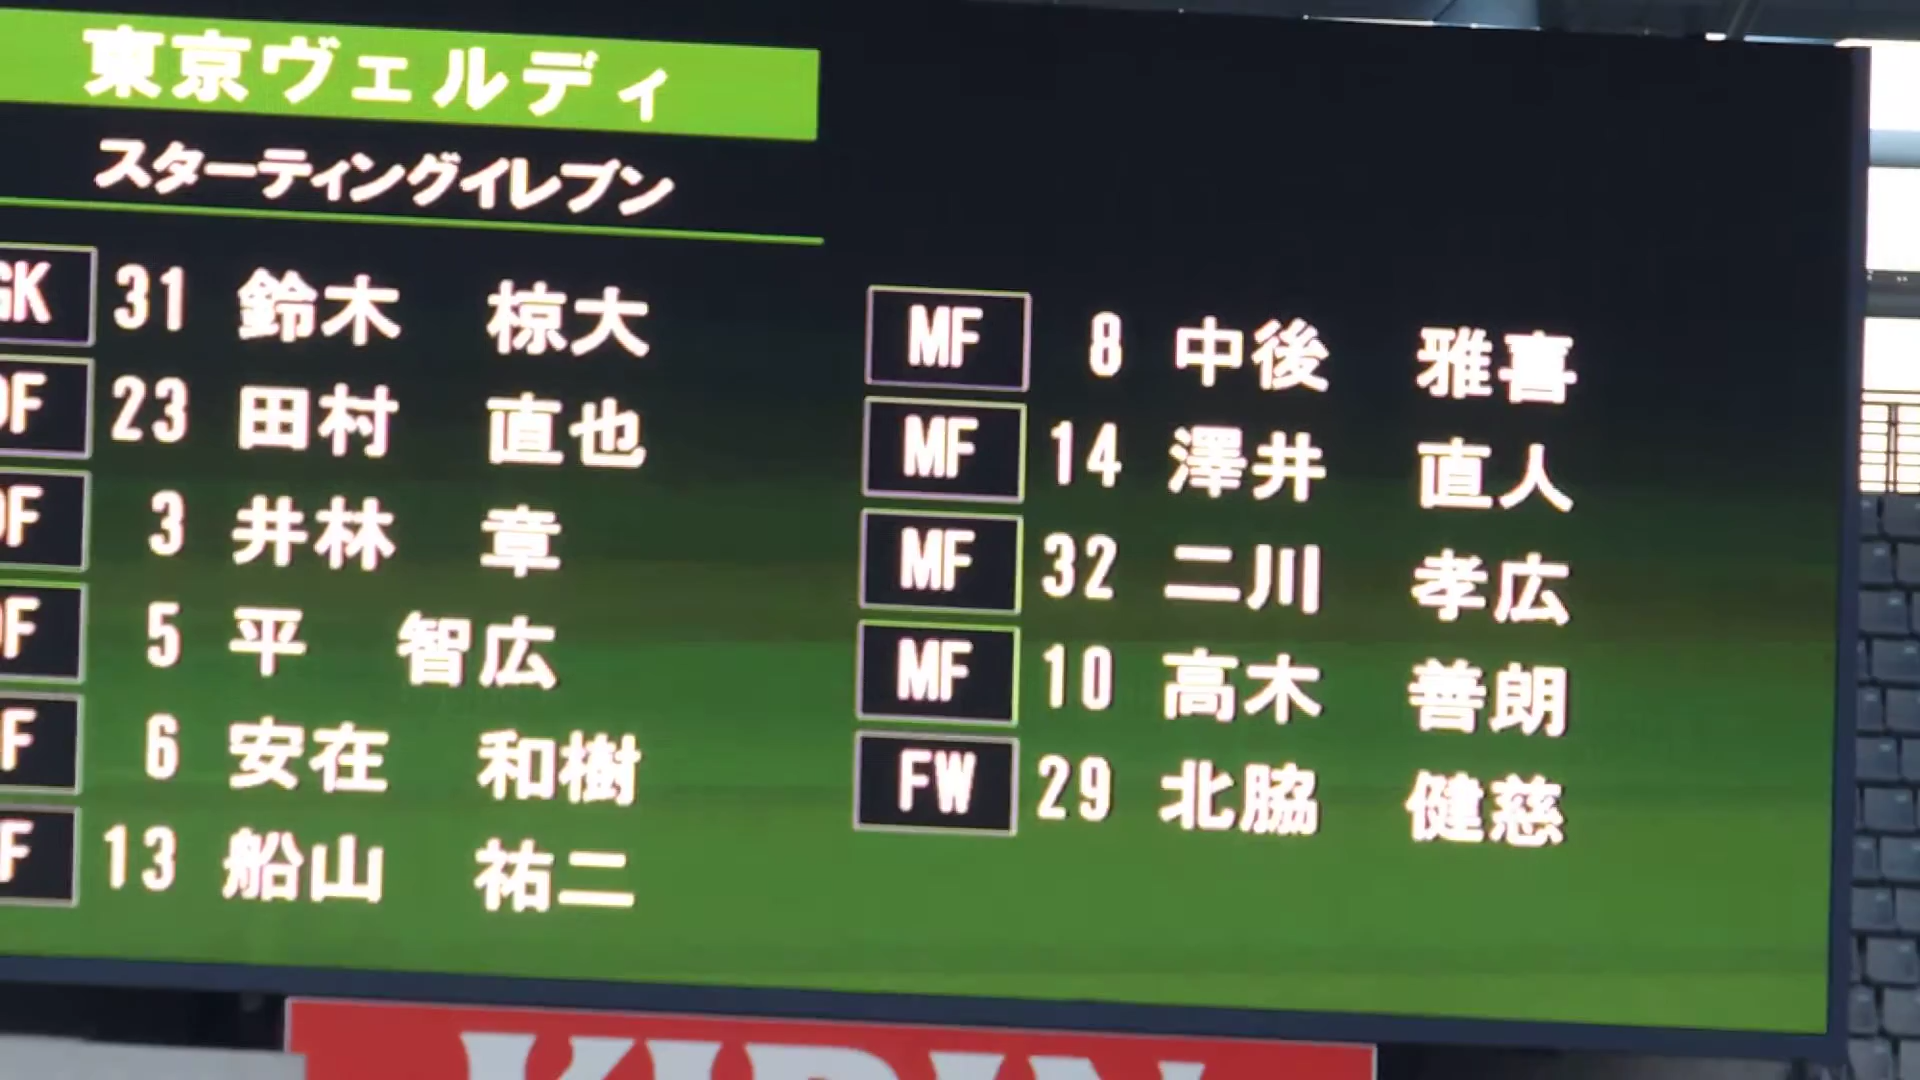 東京ヴェルディ
スターティングイレブン
GK 31 鈴木 椋大
DF 23 田村 直也
DF 3 井林 章
DF 5 平 智広
F 6 安在 和樹
F 13 船山 祐二
MF 8 中後 雅喜
MF 14 澤井 直人
MF 32 二川 孝広
MF 10 高木 善朗
FW 29 北脇 健慈
KIRIN